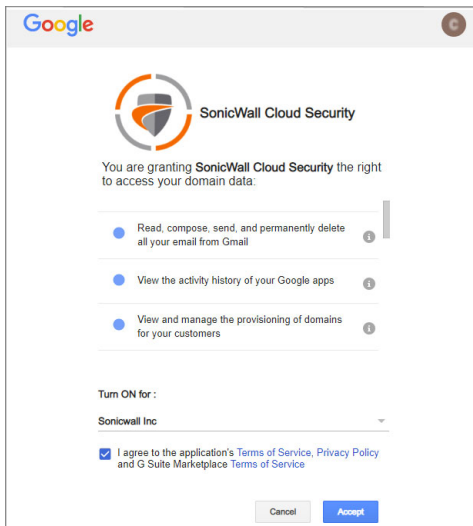 Google
C
SonicWall Cloud Security
You are granting SonicWall Cloud Security the right
to access your domain data:
Read, compose, send, and permanently delete
all your email from Gmail
View the activity history of your Google apps
View and manage the provisioning of domains
for your customers
Turn ON for :
Sonicwall Inc
I agree to the application's Terms of Service, Privacy Policy
and G Suite Marketplace Terms of Service
Cancel Accept